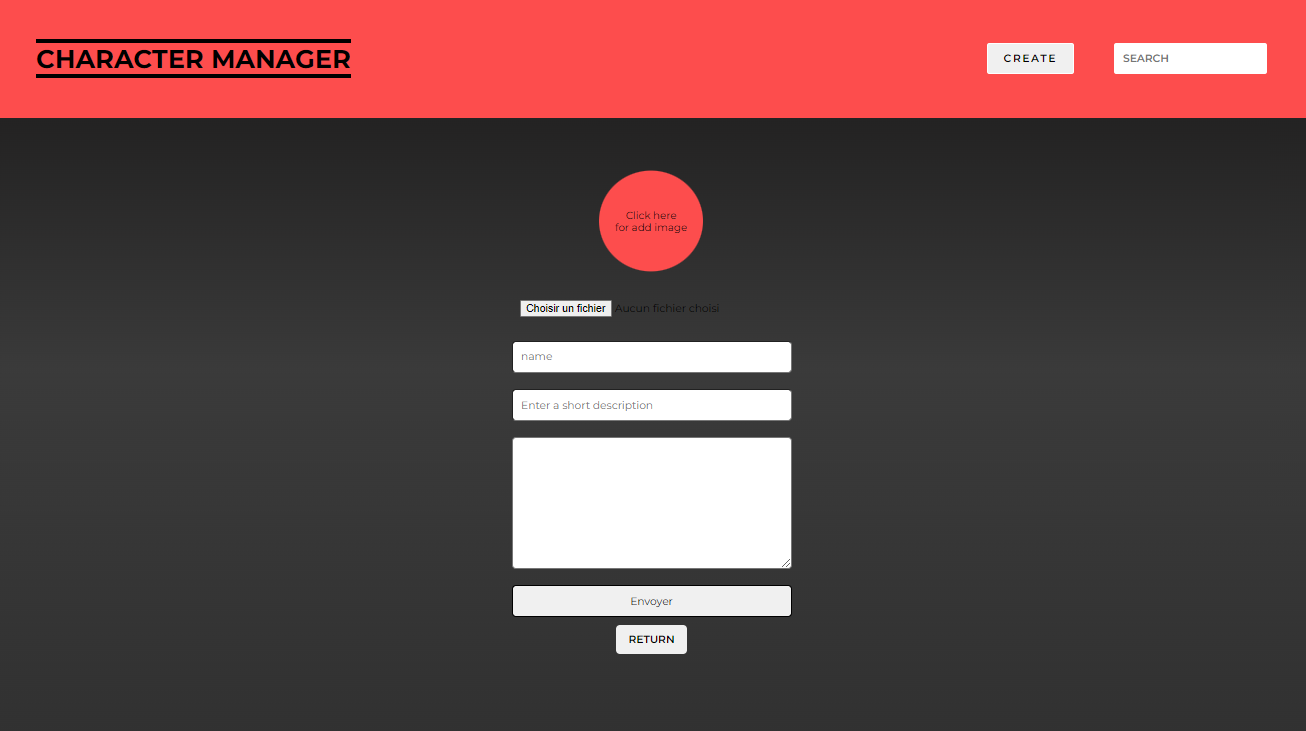 CHARACTER MANAGER
CREATE
SEARCH
Click here
for add image
Choisir un fichier Aucun fichier choisi
name
Enter a short description
Envoyer
RETURN